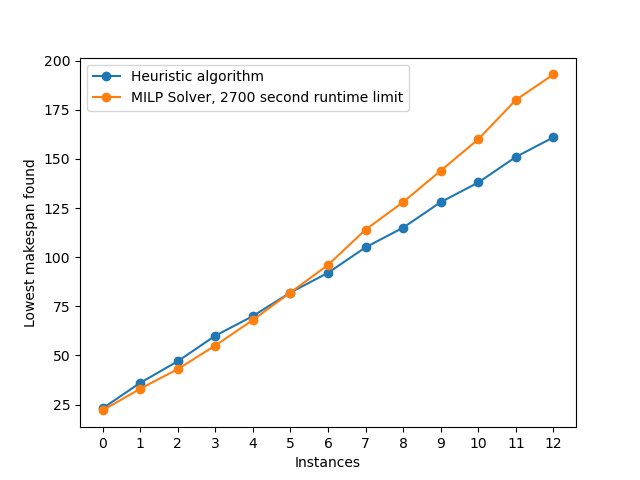 Heuristic algorithm
MILP Solver, 2700 second runtime limit
200
175
150
125
100
75
50
25
Lowest makespan found
0 1 2 3 4 5 6 7 8 9 10 11 12
Instances